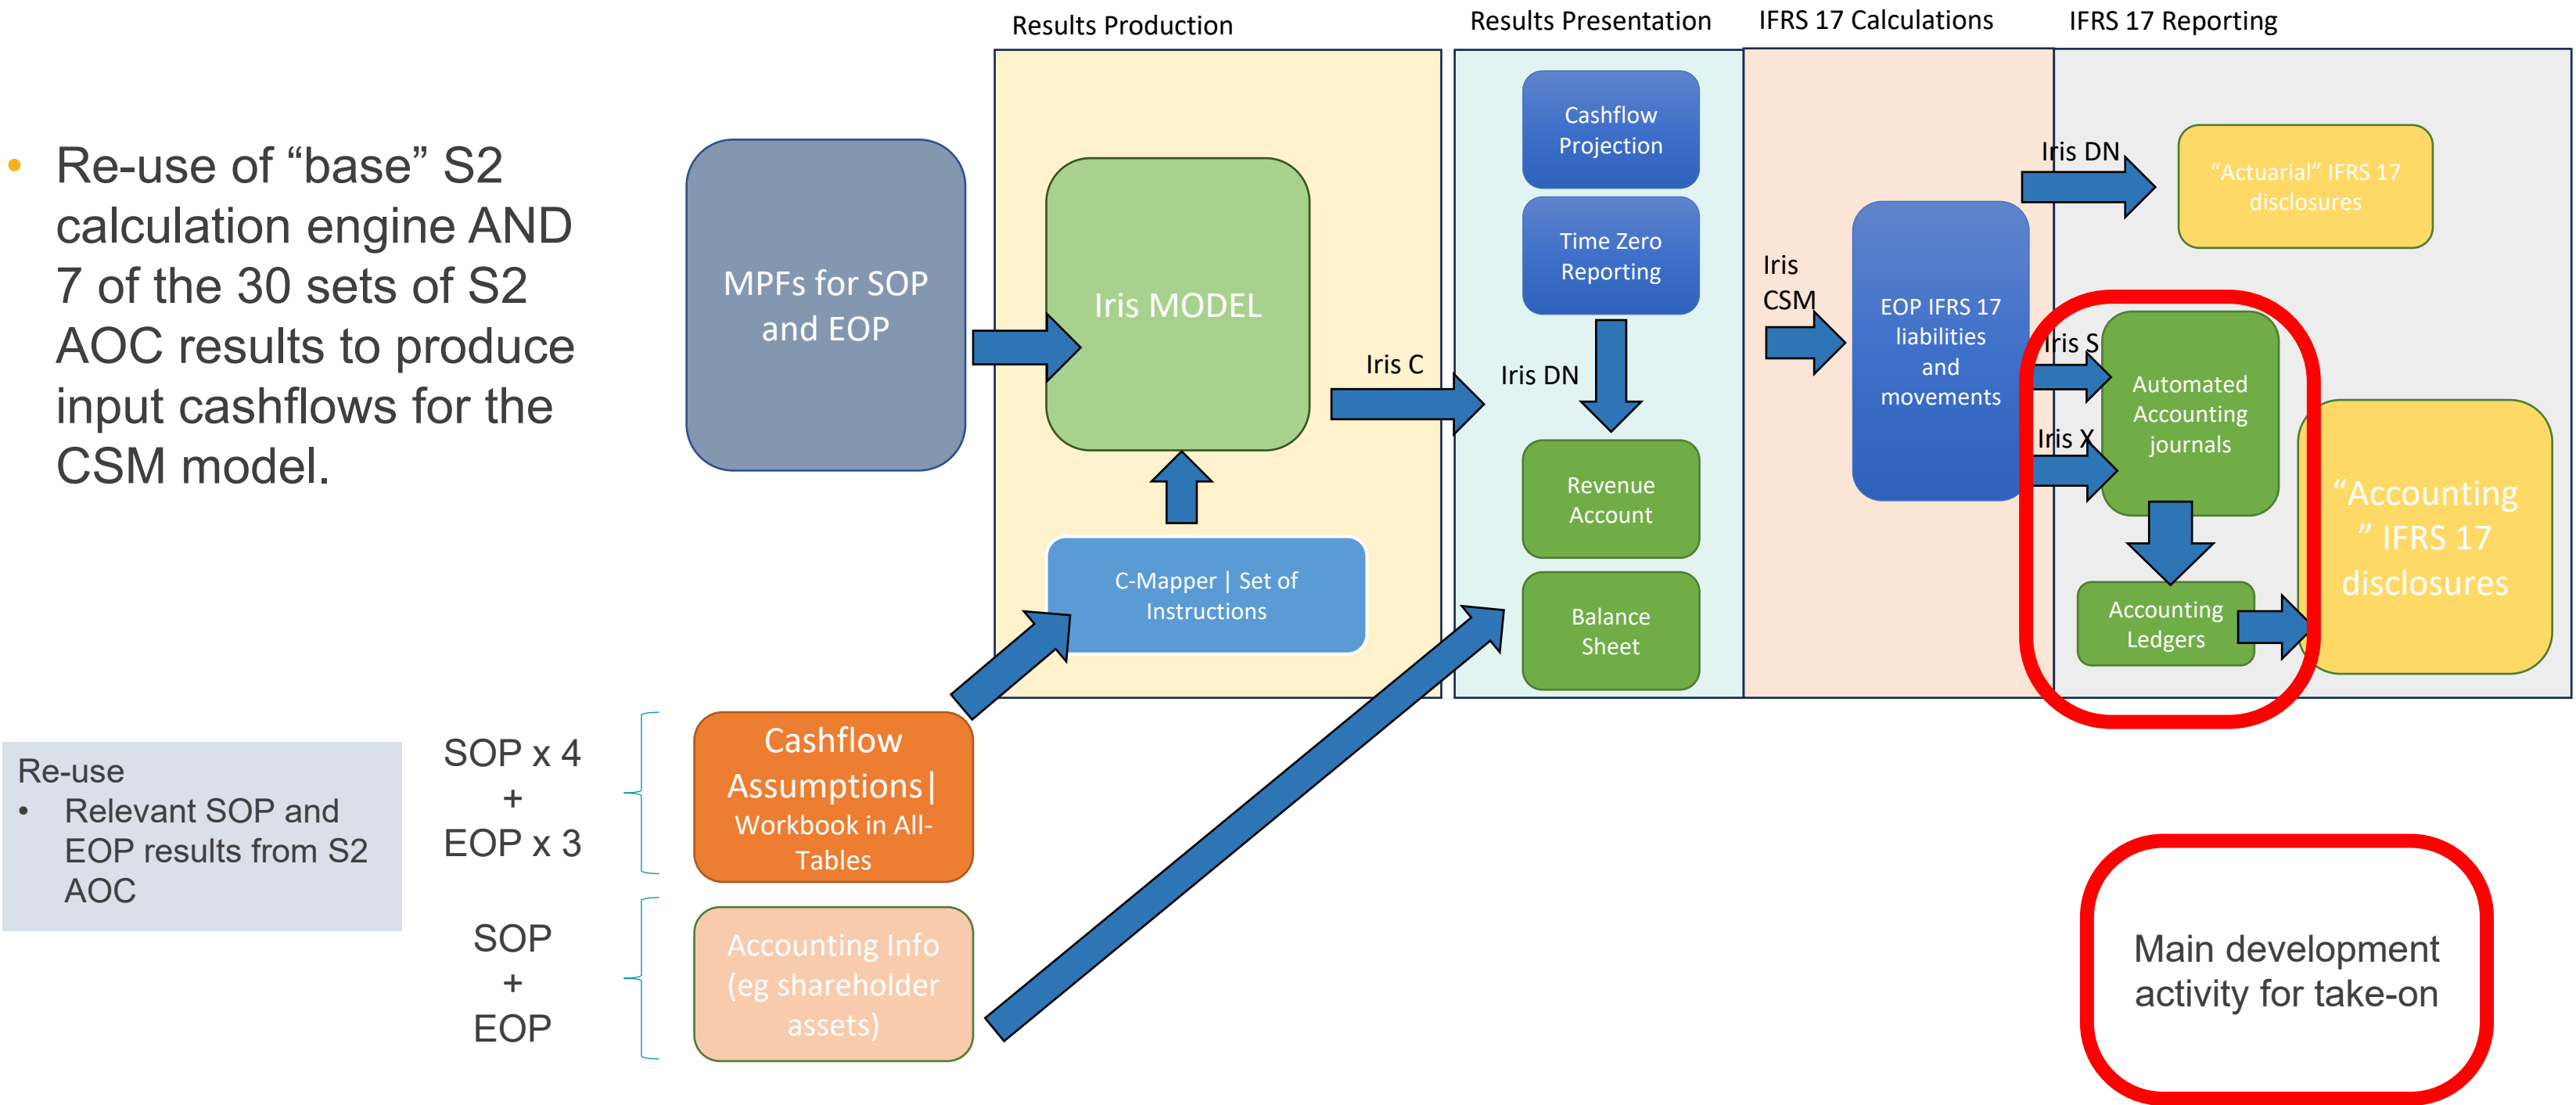 Results Production
Results Presentation
IFRS 17 Calculations
IFRS 17 Reporting
• Re-use of “base” S2
calculation engine AND
7 of the 30 sets of S2
AOC results to produce
input cashflows for the
CSM model.
MPFs for SOP
and EOP
Iris MODEL
C-Mapper | Set of
Instructions
Iris C
Cashflow
Projection
Time Zero
Reporting
Iris DN
Revenue
Account
Balance
Sheet
Iris
CSM
EOP IFRS 17
liabilities
and
movements
Iris DN
“Actuarial” IFRS 17
disclosures
Iris S
Iris X
Automated
Accounting
journals
Accounting
Ledgers
“Accounting
” IFRS 17
disclosures
Re-use
• Relevant SOP and
EOP results from S2
AOC
SOP x 4
+
EOP x 3
Cashflow
Assumptions|
Workbook in All-
Tables
SOP
+
EOP
Accounting Info
(eg shareholder
assets)
Main development
activity for take-on